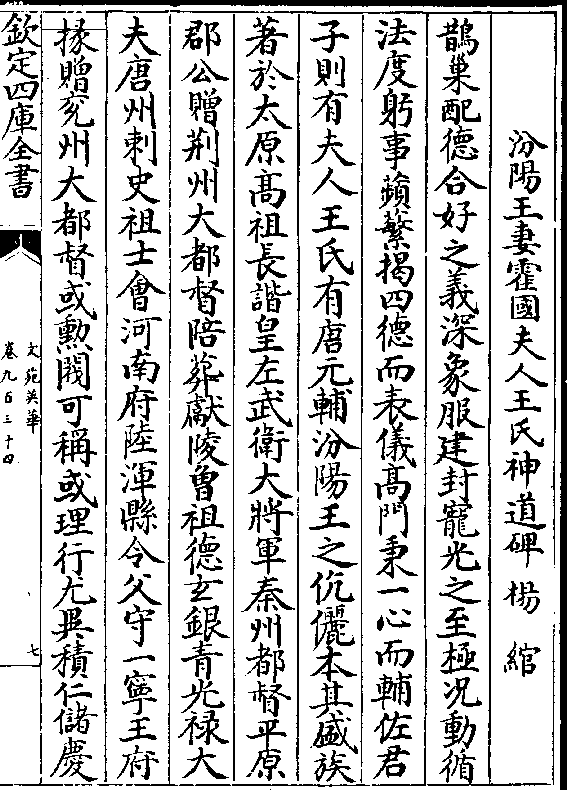 汾陽王妻霍國夫人王氏神道碑 楊綰
鵲巢配德合好之義深象服建封寵光之至極况動循
法度躬事蘋蘩揭四德而表儀髙門秉一心而輔佐君
子則有夫人王氏有唐元輔汾陽王之伉儷本其盛族
著於太原髙祖長諧皇左武衛大將軍秦州都督平原
郡公贈荆州大都督陪葬獻陵曾祖德玄銀青光禄大
夫唐州刺史祖士會河南府陸渾縣令父守一寧王府
掾贈兖州大都督或勲閥可稱或理行尤異積仁儲慶
欽定四庫全書
文苑英華
卷九百三十四
七